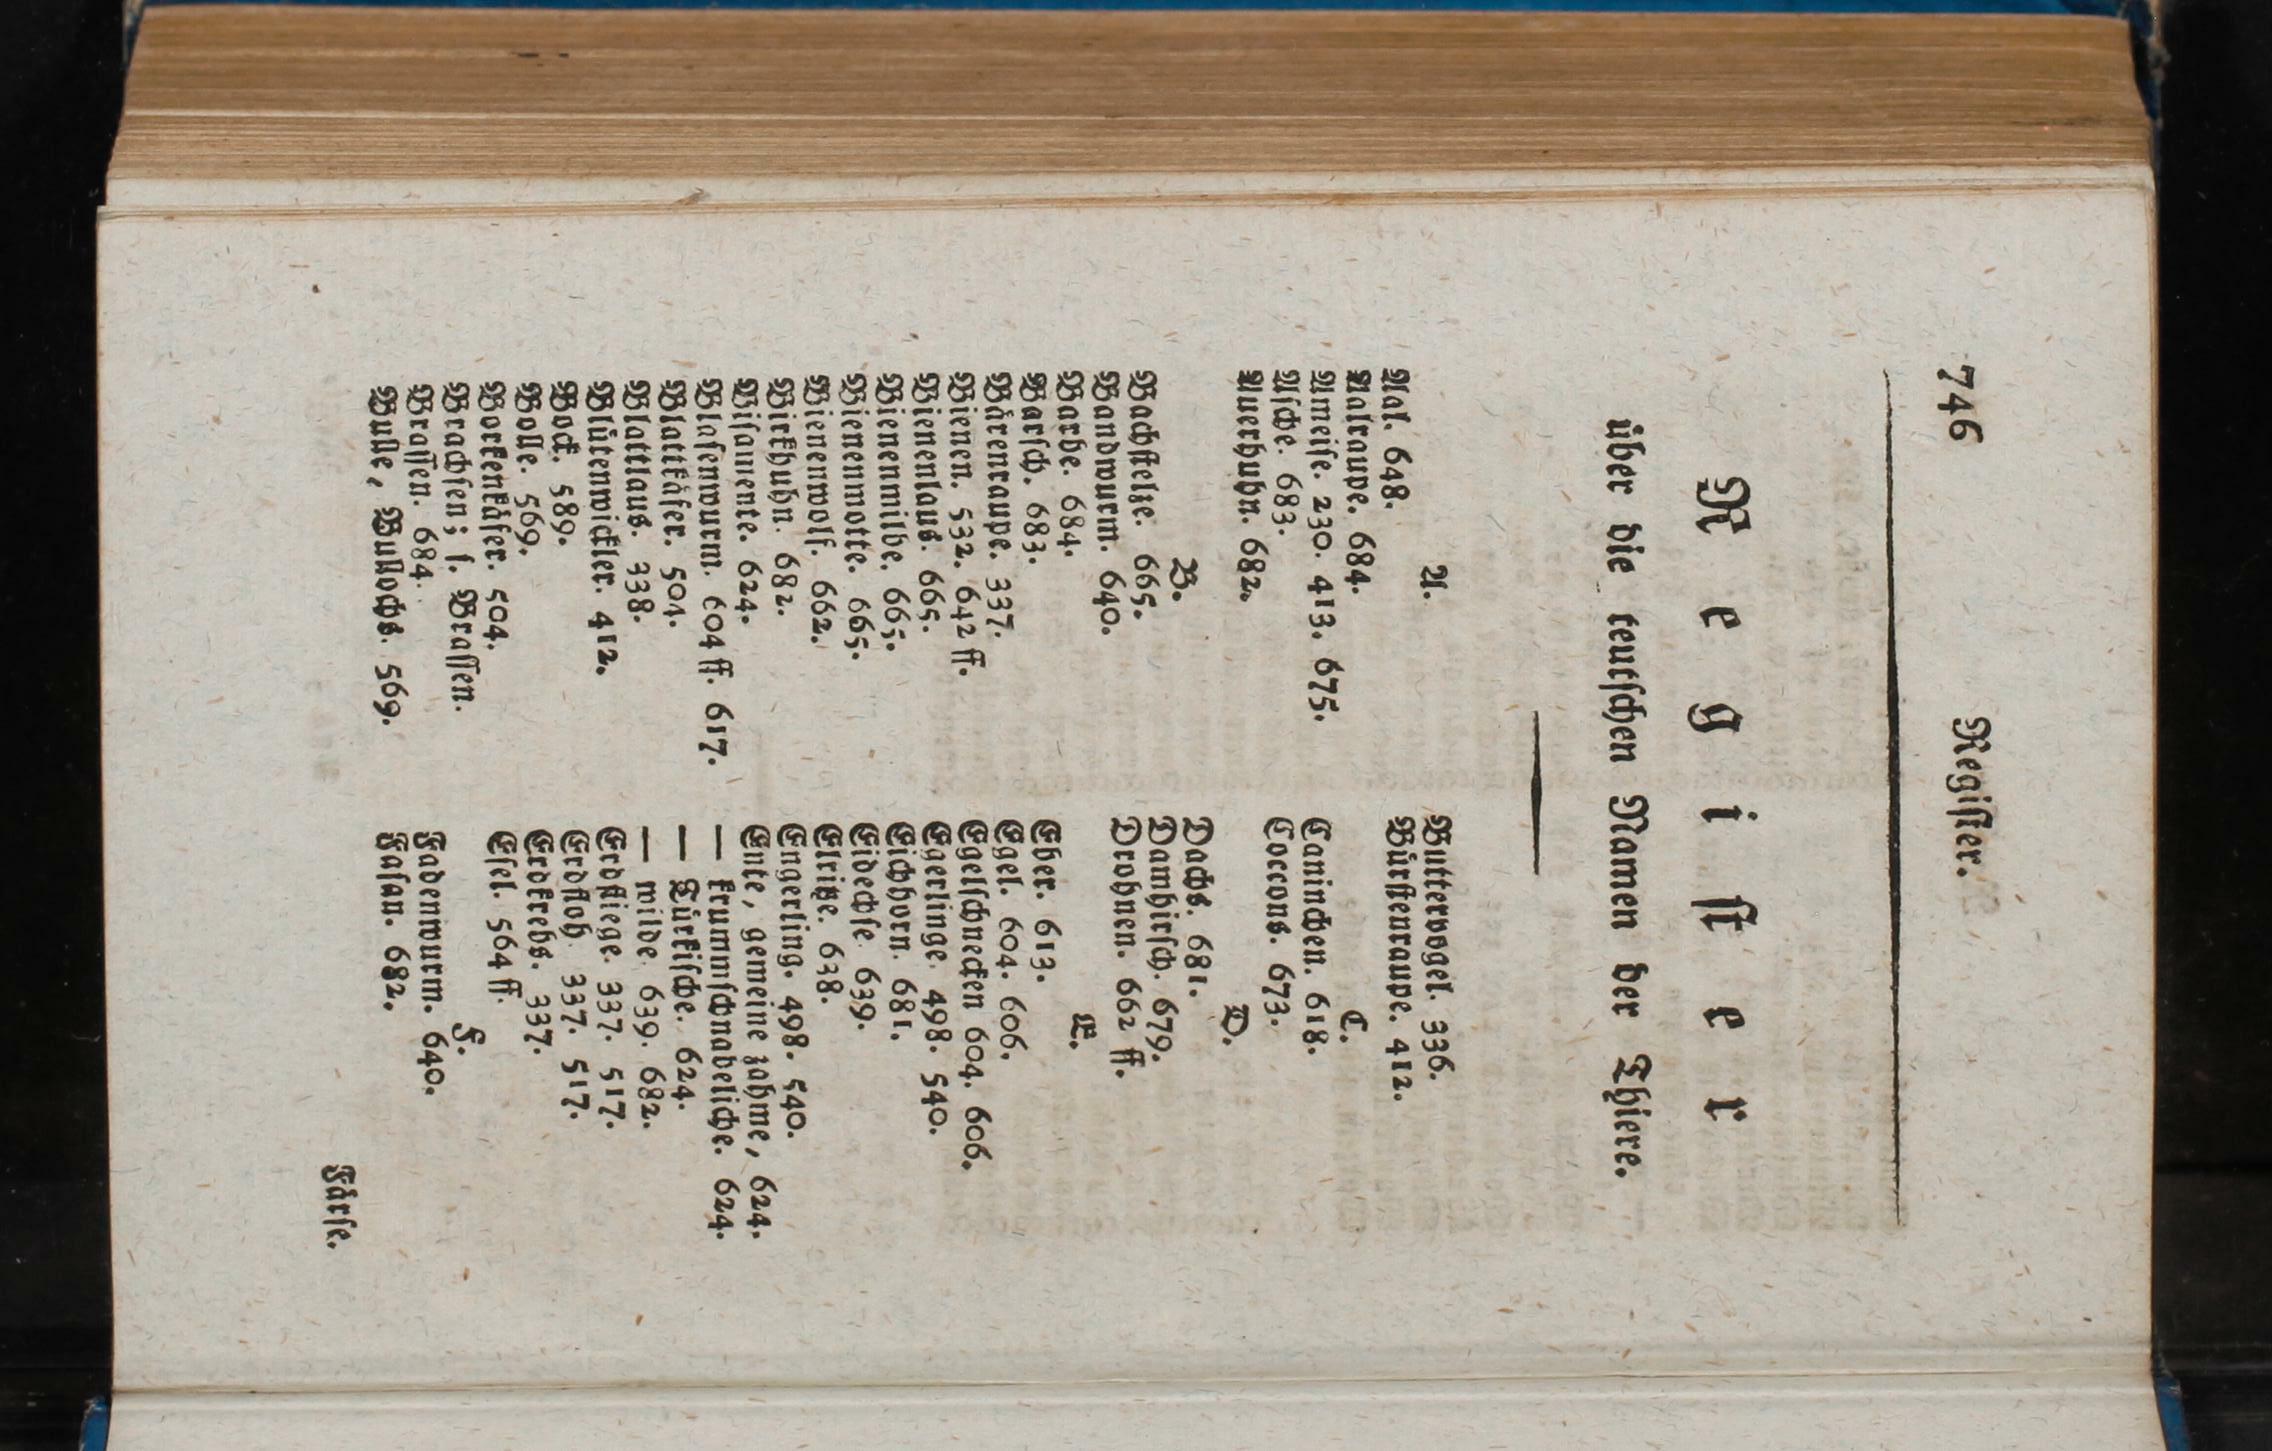 746 Register.
Register
über die teutschen Namen der Thiere.
A.
Aal. 648.
Aalraupe. 684.
Ameise. 230. 413. 675.
Asche. 683.
Auerhuhn. 682.
B.
Bachstelze. 665.
Bandwurm. 640.
Barbe. 684.
Barsch. 683.
Bärenraupe. 337.
Bienen. 532. 642 ff.
Bienenlaus. 665.
Bienenmilbe. 665.
Bienenmotte. 665.
Bienenwolf. 662.
Birkhuhn. 682.
Bisamente. 624.
Blasenwurm. 604 ff. 617.
Blattkäfer. 504.
Blattlaus. 338.
Blütenwickler. 412.
Bock. 589.
Bolle. 569.
Borkenkäfer. 504.
Brachsen; s. Brassen.
Brassen. 684.
Bulle, Bullochs. 569.
Buttervogel. 336.
Bürstenraupe. 412.
C.
Caninchen. 618.
Coccons. 673.
D.
Dachs. 681.
Damhirsch. 679.
Drohnen. 662 ff.
E.
Eber. 613.
Egel. 604. 606.
Egelschnecken 604. 606.
Egerlinge. 498. 540.
Eichhorn. 681.
Eidechse. 639.
Elritze. 638.
Engerling. 498. 540.
Ente, gemeine zahme, 624.
— krummschnabeliche. 624.
— Türkische. 624.
— wilde. 639. 682.
Erdfliege. 337. 517.
Erdfloh. 337. 517.
Erdkrebs. 337.
Esel. 564 ff.
F.
Fadenwurm. 640.
Fasan. 682.
Färse.